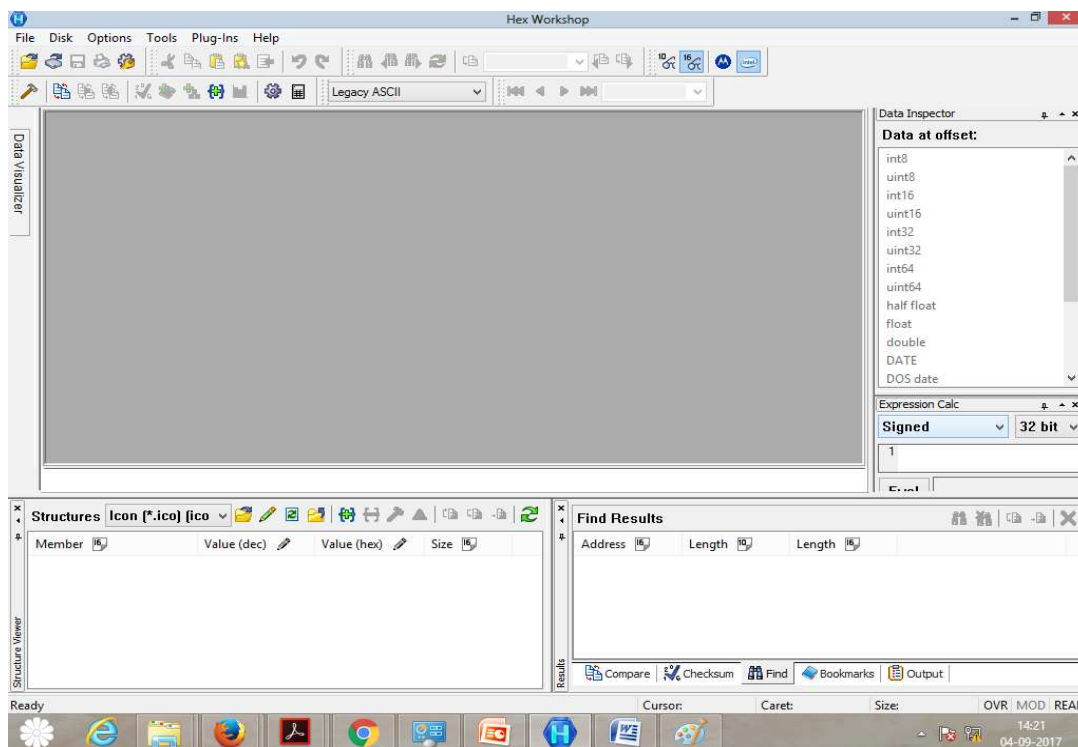 Hex Workshop
File Disk Options Tools Plug-Ins Help
Legacy ASCII
Data Visualizer
Data Inspector
Data at offset:
int8
uint8
int16
uint16
int32
uint32
int64
uint64
half float
float
double
DATE
DOS date
Expression Calc
Signed 32 bit
1
Structures Icon (*.ico) (ico
Member Value (dec) Value (hex) Size
Structure Viewer
Find Results
Address Length Length
Results
Compare Checksum Find Bookmarks Output
Ready Cursor: Caret: Size: OVR MOD REA
14:21
04-09-2017